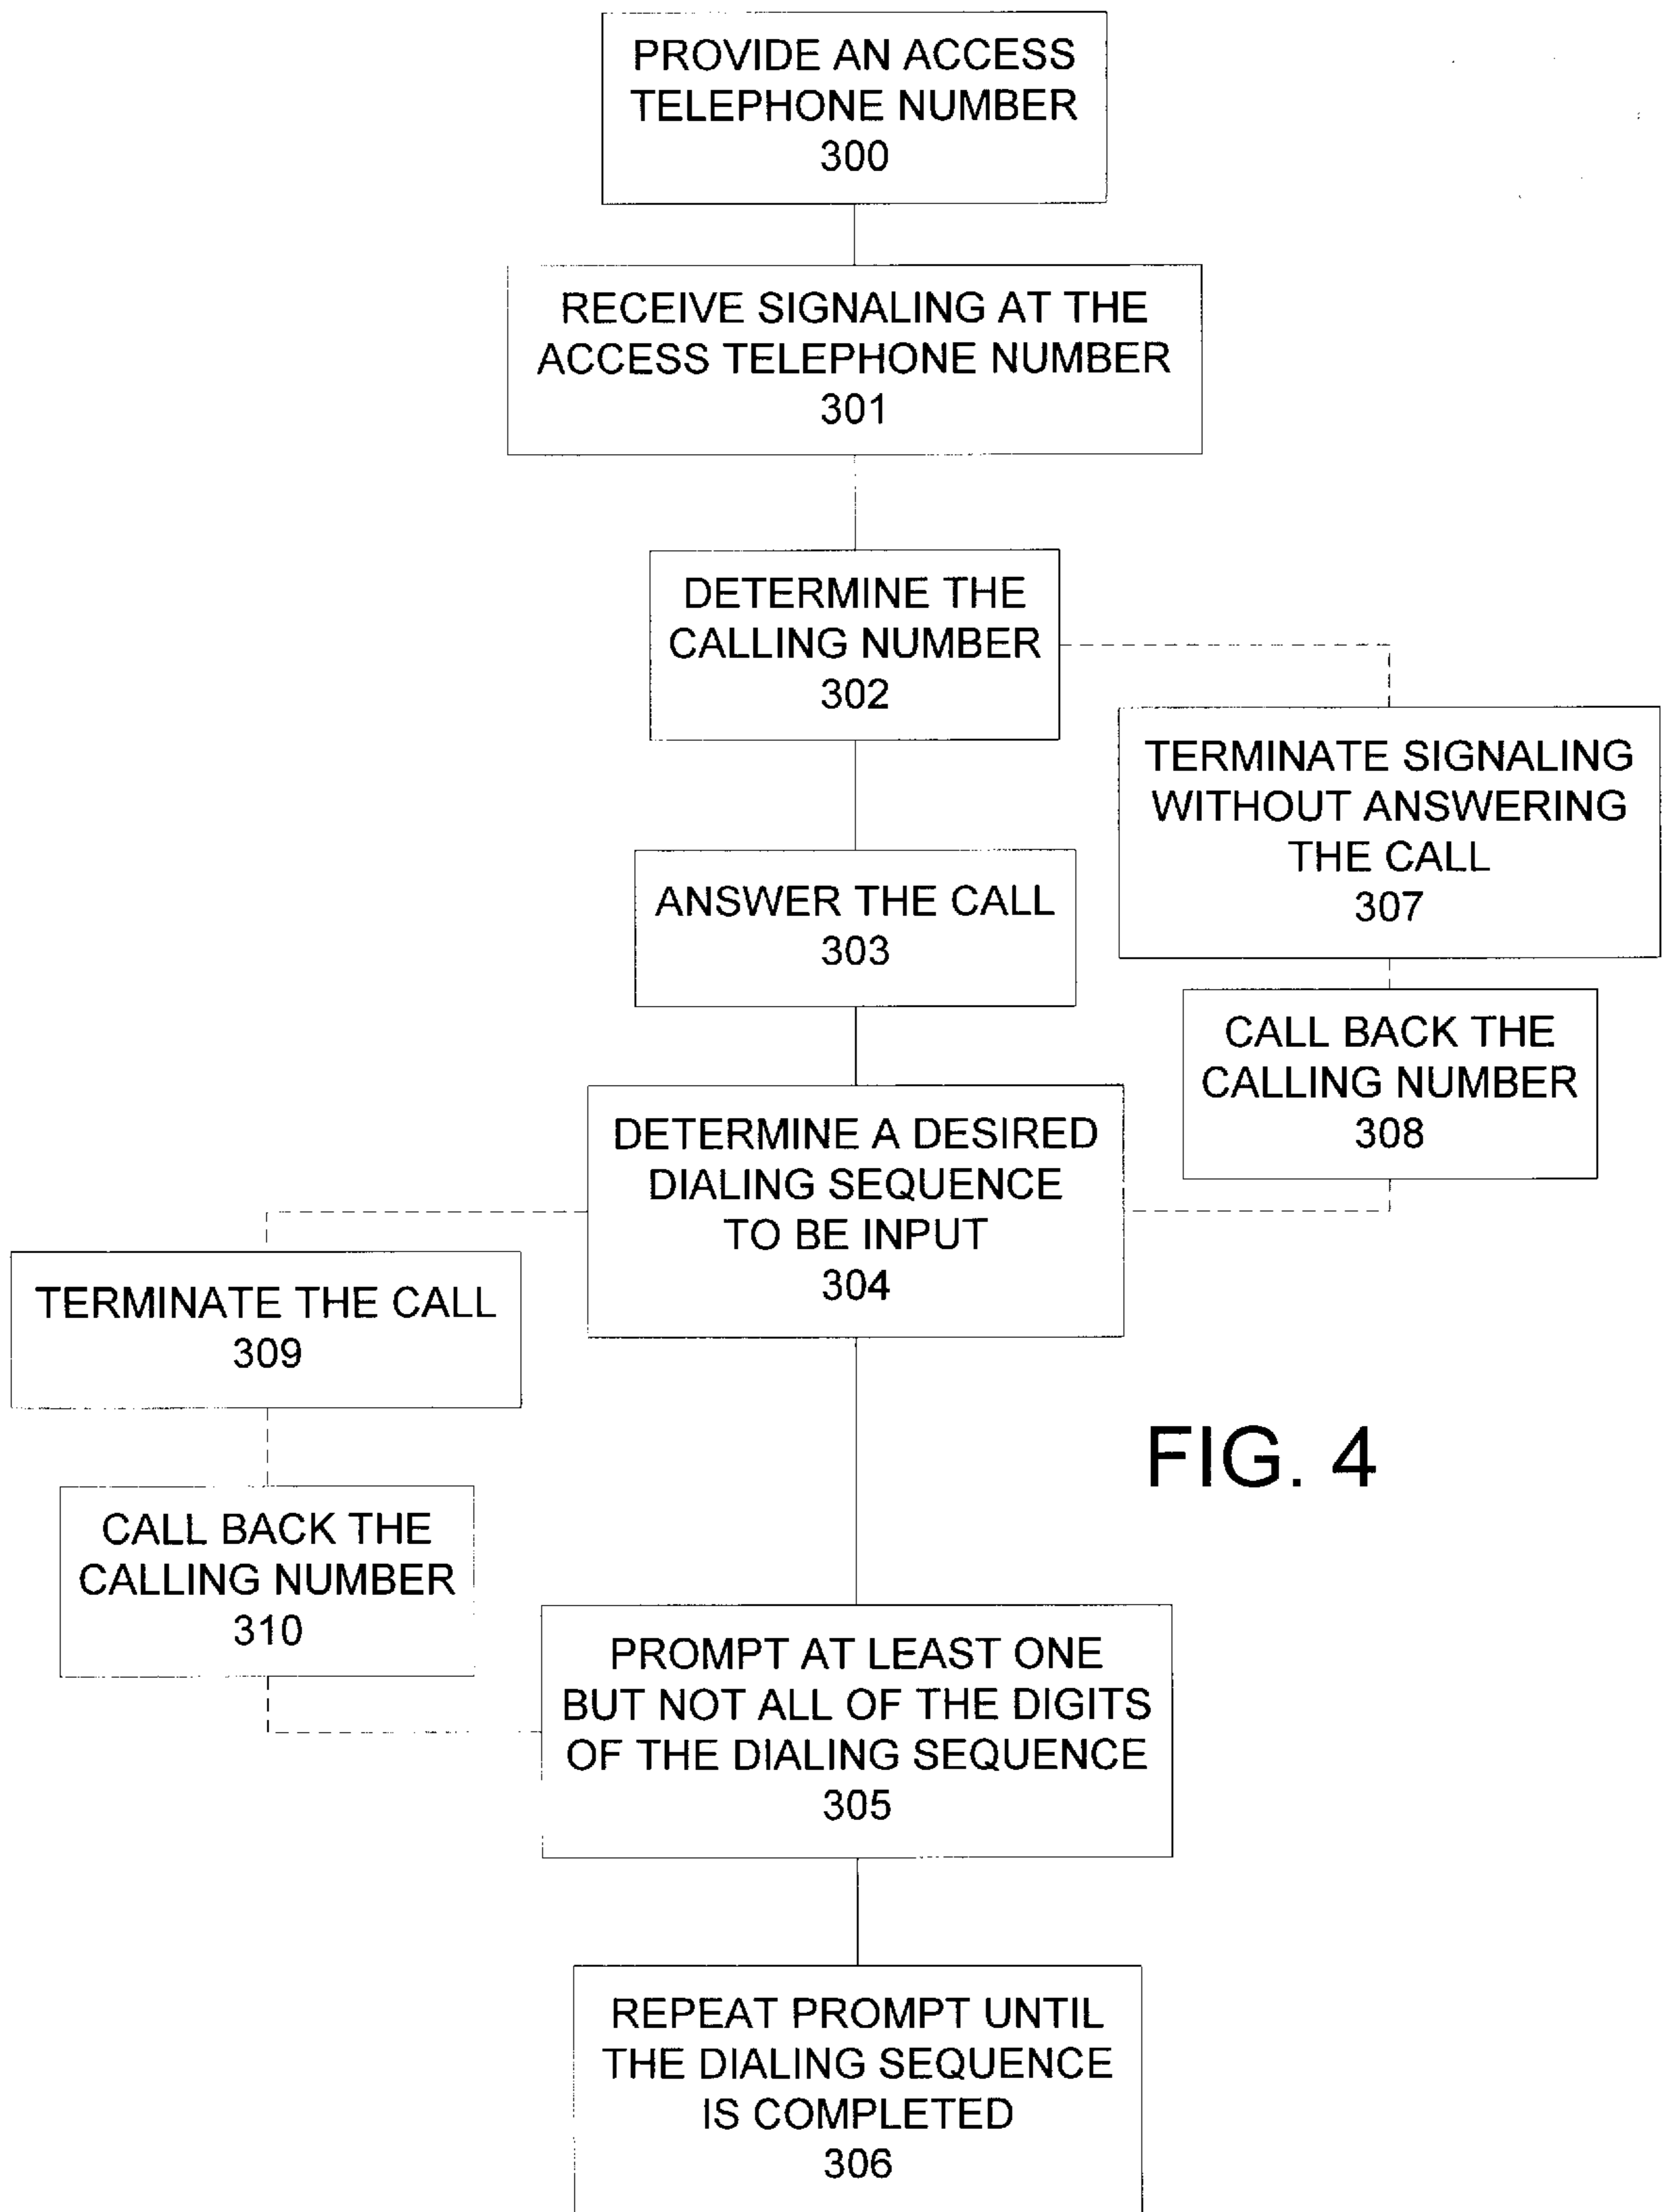 PROVIDE AN ACCESS
TELEPHONE NUMBER
300
RECEIVE SIGNALING AT THE
ACCESS TELEPHONE NUMBER
301
DETERMINE THE
CALLING NUMBER
302
TERMINATE SIGNALING
WITHOUT ANSWERING
THE CALL
307
ANSWER THE CALL
303
CALL BACK THE
CALLING NUMBER
308
DETERMINE A DESIRED
DIALING SEQUENCE
TO BE INPUT
304
TERMINATE THE CALL
309
FIG. 4
CALL BACK THE
CALLING NUMBER
310
PROMPT AT LEAST ONE
BUT NOT ALL OF THE DIGITS
OF THE DIALING SEQUENCE
305
REPEAT PROMPT UNTIL
THE DIALING SEQUENCE
IS COMPLETED
306